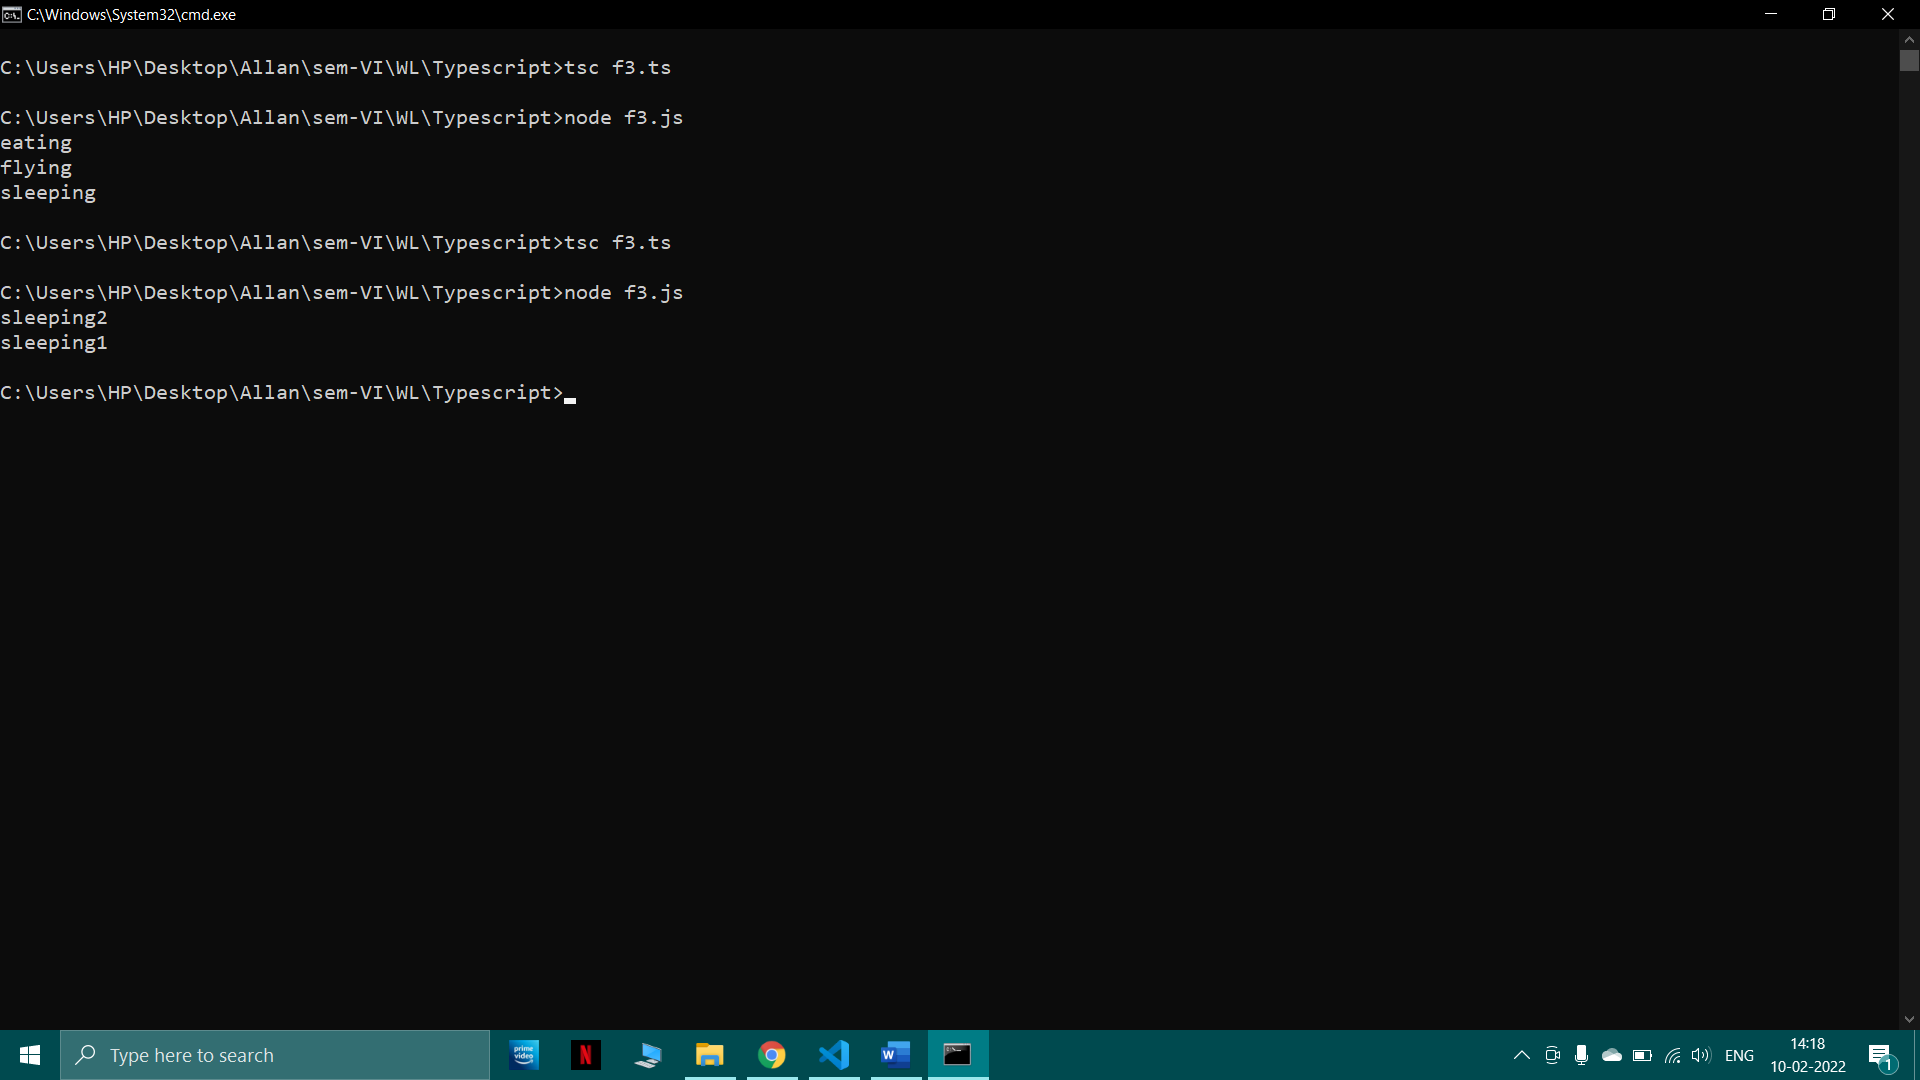 C:\Windows\System32\cmd.exe
C:\Users\HP\Desktop\Allan\sem-VI\WL\Typescript>tsc f3.ts
C:\Users\HP\Desktop\Allan\sem-VI\WL\Typescript>node f3.js
eating
flying
sleeping
C:\Users\HP\Desktop\Allan\sem-VI\WL\Typescript>tsc f3.ts
C:\Users\HP\Desktop\Allan\sem-VI\WL\Typescript>node f3.js
sleeping2
sleeping1
C:\Users\HP\Desktop\Allan\sem-VI\WL\Typescript>
Type here to search
prime video
N
W
ENG
14:18
10-02-2022
1